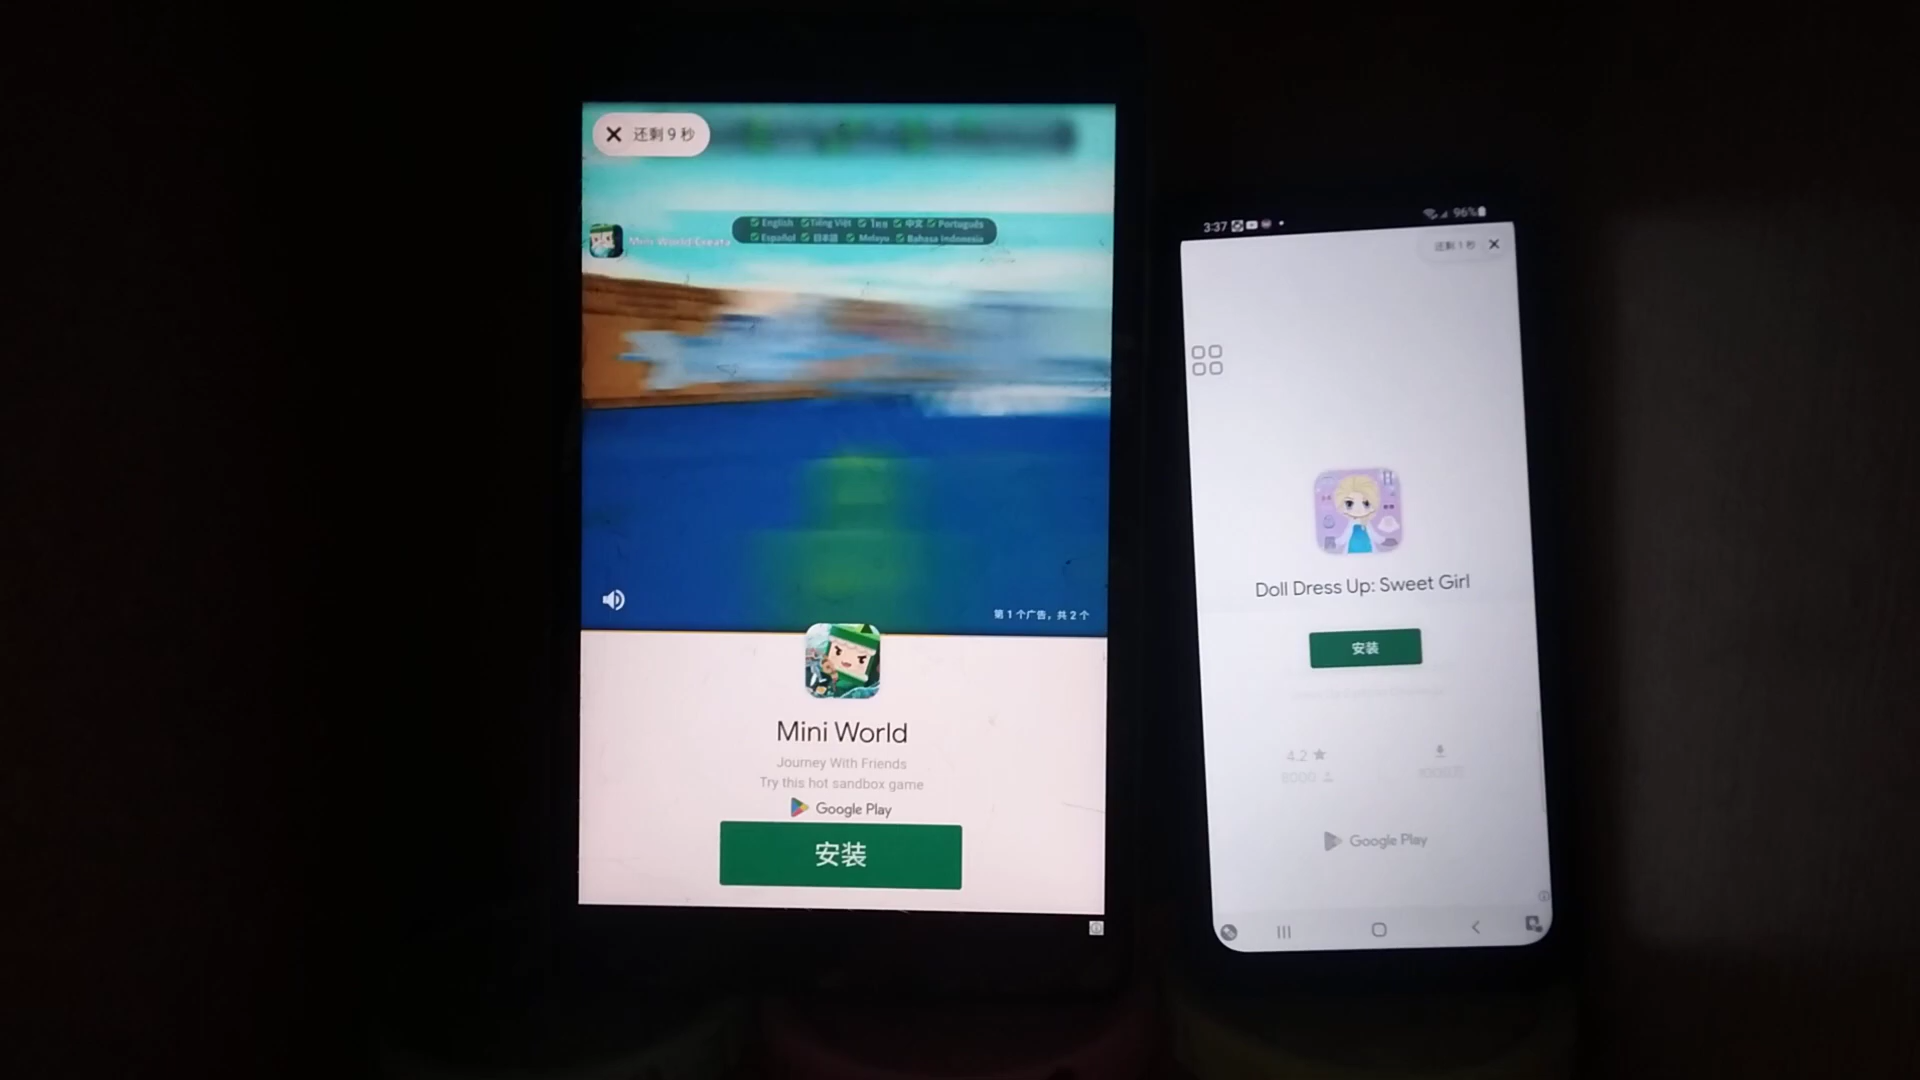 还剩 9 秒
English Tiếng Việt ไทย 中文 Português
Español 日本語 Melayu Bahasa Indonesia
Mini World Creata
第 1 个广告，共 2 个
Mini World
Journey With Friends
Try this hot sandbox game
Google Play
安装
3:37 96%
还剩 1 秒
Doll Dress Up: Sweet Girl
安装
4.2 ★
Google Play